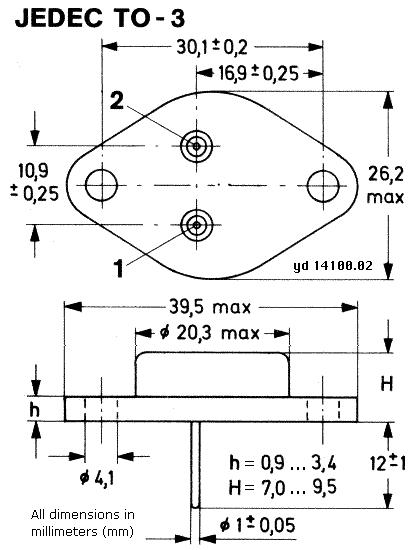 JEDEC TO-3
30,1±0,2
16,9±0,25
2
10,9
±0,25
26,2
max
1
yd 14100.02
39,5 max
ϕ 20,3 max
H
h
ϕ 4,1
h = 0,9 ... 3,4
H = 7,0 ... 9,5
12±1
All dimensions in
millimeters (mm)
ϕ 1±0,05